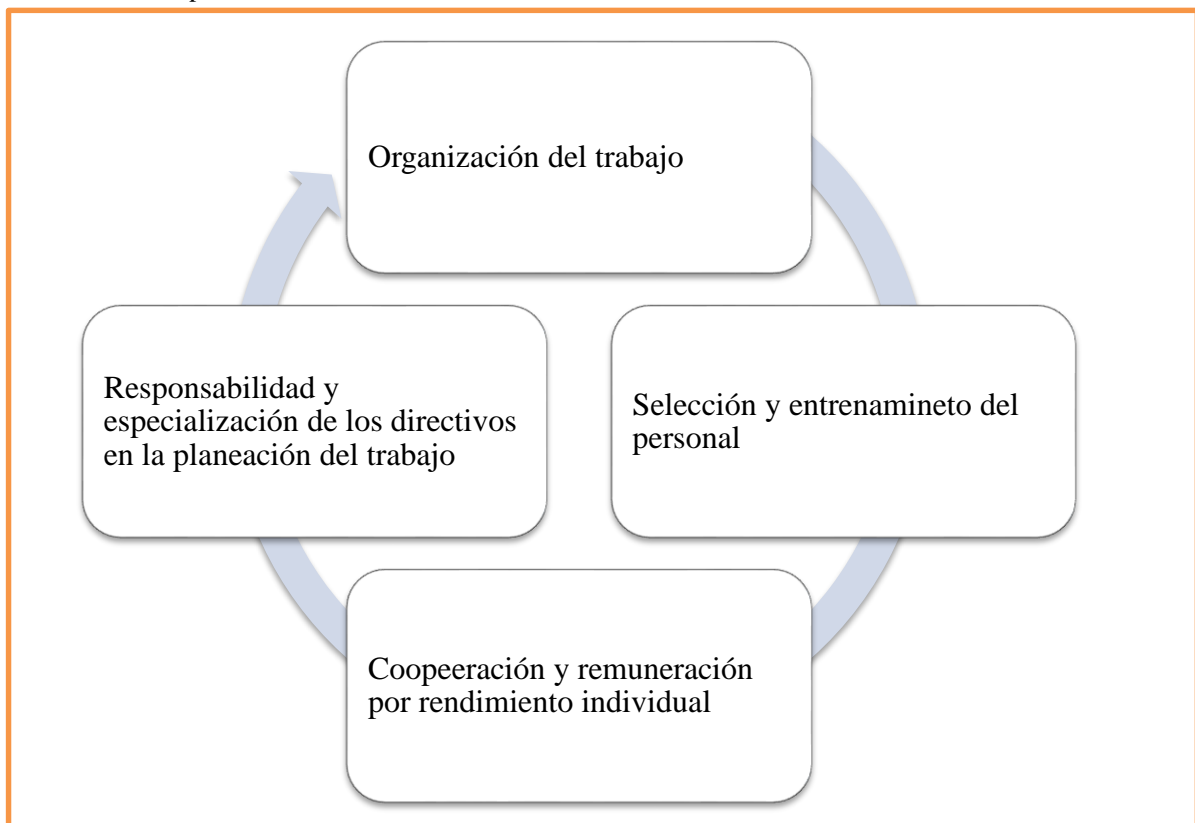 Organización del trabajo
Selección y entrenamineto del
personal
Coopeeración y remuneración
por rendimiento individual
Responsabilidad y
especialización de los directivos
en la planeación del trabajo